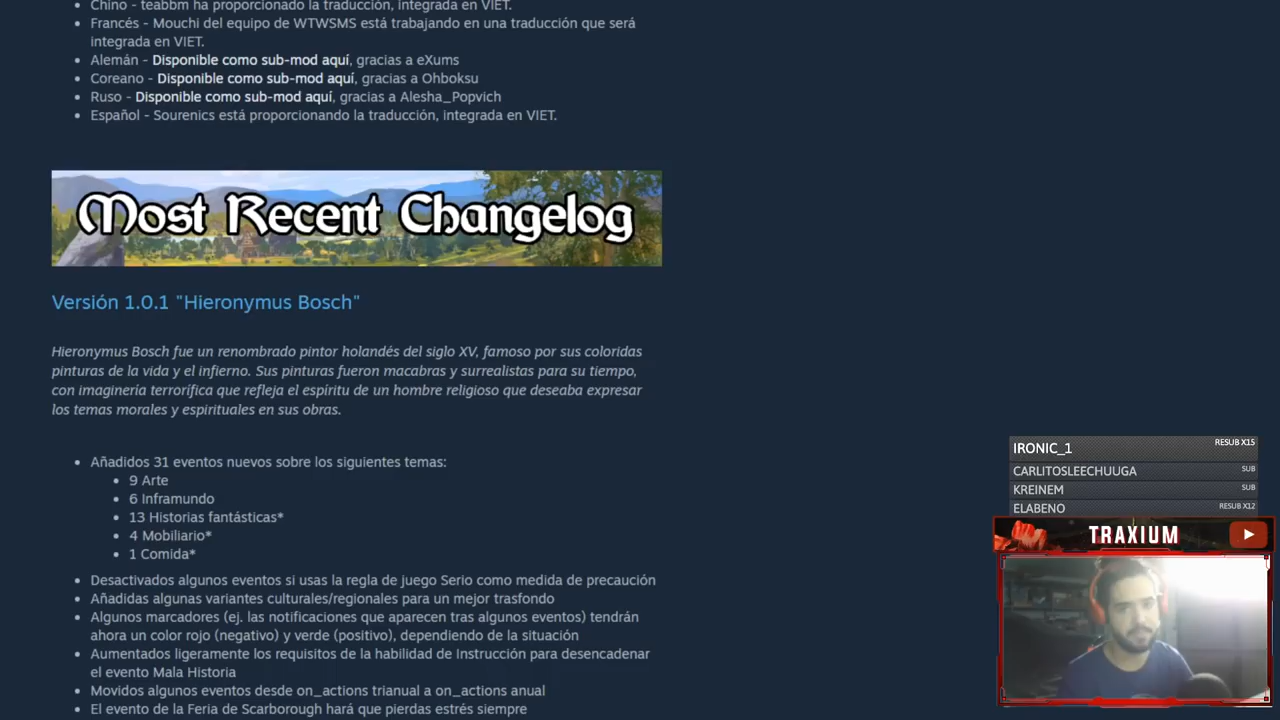 Chino - teabbm ha proporcionado la traducción, integrada en VIET.
Francés - Mouchi del equipo de WTWSMS está trabajando en una traducción que será
integrada en VIET.
Alemán - Disponible como sub-mod aquí, gracias a eXums
Coreano - Disponible como sub-mod aquí, gracias a Ohboksu
Ruso - Disponible como sub-mod aquí, gracias a Alesha_Popvich
Español - Sourenics está proporcionando la traducción, integrada en VIET.
Most Recent Changelog
Versión 1.0.1 "Hieronymus Bosch"
Hieronymus Bosch fue un renombrado pintor holandés del siglo XV, famoso por sus coloridas
pinturas de la vida y el infierno. Sus pinturas fueron macabras y surrealistas para su tiempo,
con imaginería terrorífica que refleja el espíritu de un hombre religioso que deseaba expresar
los temas morales y espirituales en sus obras.
Añadidos 31 eventos nuevos sobre los siguientes temas:
9 Arte
6 Inframundo
13 Historias fantásticas*
4 Mobiliario*
1 Comida*
Desactivados algunos eventos si usas la regla de juego Serio como medida de precaución
Añadidas algunas variantes culturales/regionales para un mejor trasfondo
Algunos marcadores (ej. las notificaciones que aparecen tras algunos eventos) tendrán
ahora un color rojo (negativo) y verde (positivo), dependiendo de la situación
Aumentados ligeramente los requisitos de la habilidad de Instrucción para desencadenar
el evento Mala Historia
Movidos algunos eventos desde on_actions trianual a on_actions anual
El evento de la Feria de Scarborough hará que pierdas estrés siempre
IRONIC_1 RESUB X15
CARLITOSLEECHUUGA SUB
KREINEM SUB
ELABENO RESUB X12
TRAXIUM